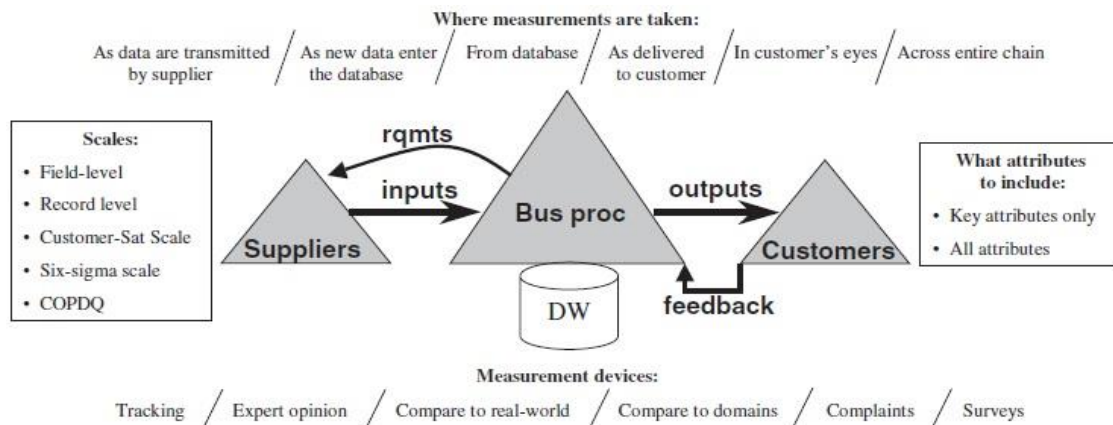 Where measurements are taken:
As data are transmitted by supplier / As new data enter the database / From database / As delivered to customer / In customer's eyes / Across entire chain
Scales:
• Field-level
• Record level
• Customer-Sat Scale
• Six-sigma scale
• COPDQ
rqmts
inputs
Suppliers
Bus proc
DW
outputs
Customers
feedback
What attributes
to include:
• Key attributes only
• All attributes
Measurement devices:
Tracking / Expert opinion / Compare to real-world / Compare to domains / Complaints / Surveys